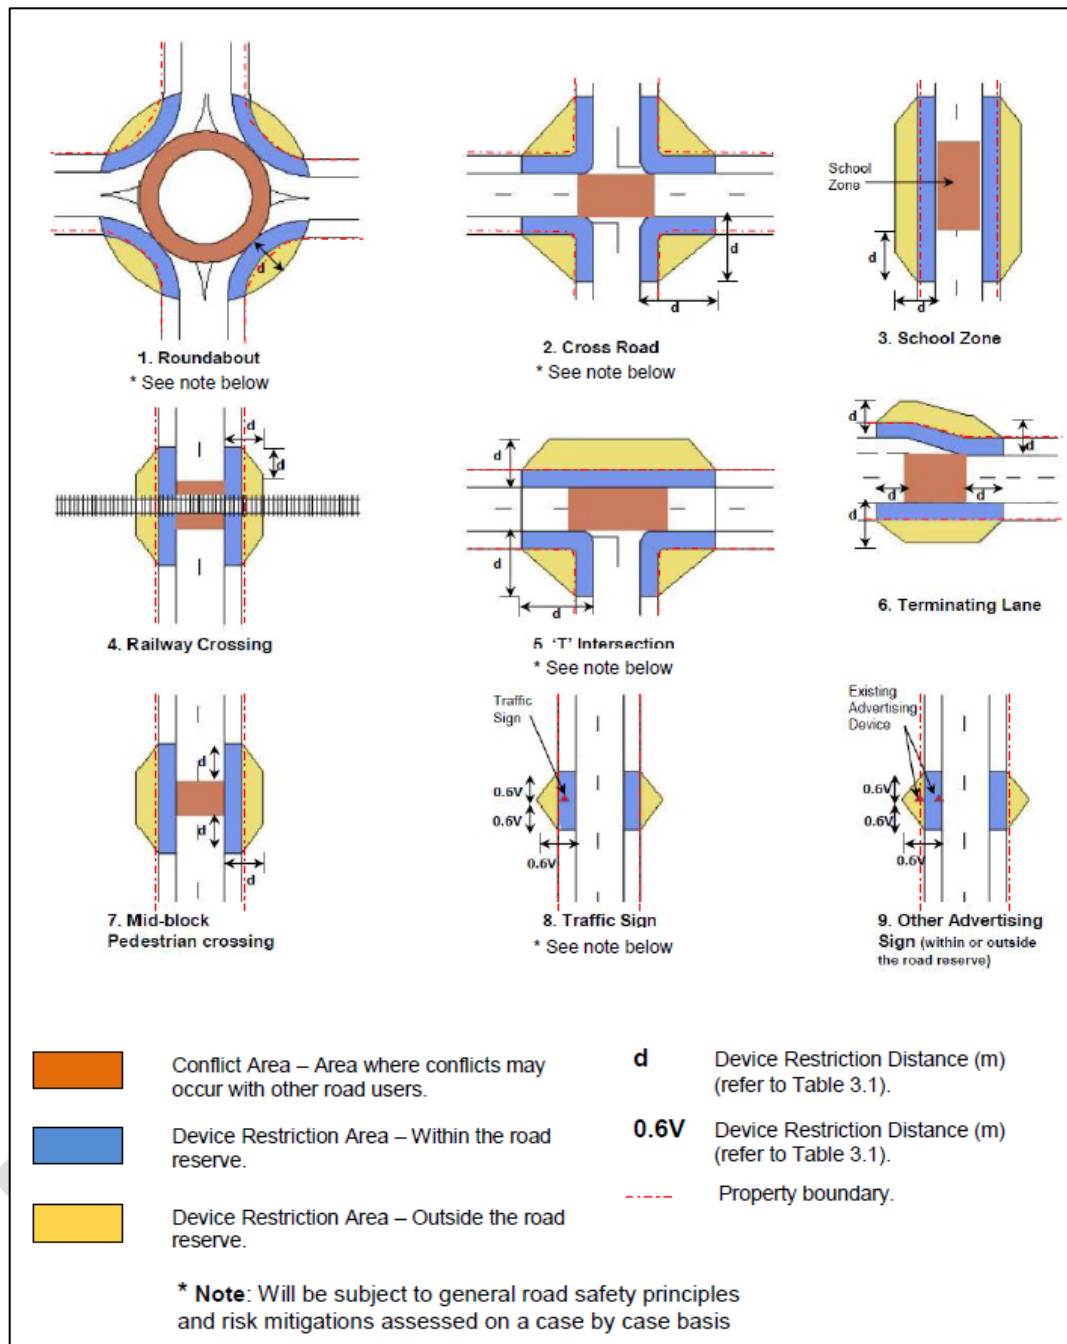 d
1. Roundabout
* See note below
d
d
2. Cross Road
* See note below
School
Zone
d
d
3. School Zone
d
d
4. Railway Crossing
d
d
d
5. 'T' Intersection
* See note below
d
d
d
d
d
6. Terminating Lane
d
d
d
7. Mid-block
Pedestrian crossing
Traffic
Sign
0.6V
0.6V
0.6V
8. Traffic Sign
* See note below
Existing
Advertising
Device
0.6V
0.6V
0.6V
9. Other Advertising
Sign (within or outside
the road reserve)
Conflict Area – Area where conflicts may
occur with other road users.
Device Restriction Area – Within the road
reserve.
Device Restriction Area – Outside the road
reserve.
d Device Restriction Distance (m)
(refer to Table 3.1).
0.6V Device Restriction Distance (m)
(refer to Table 3.1).
Property boundary.
* Note: Will be subject to general road safety principles
and risk mitigations assessed on a case by case basis